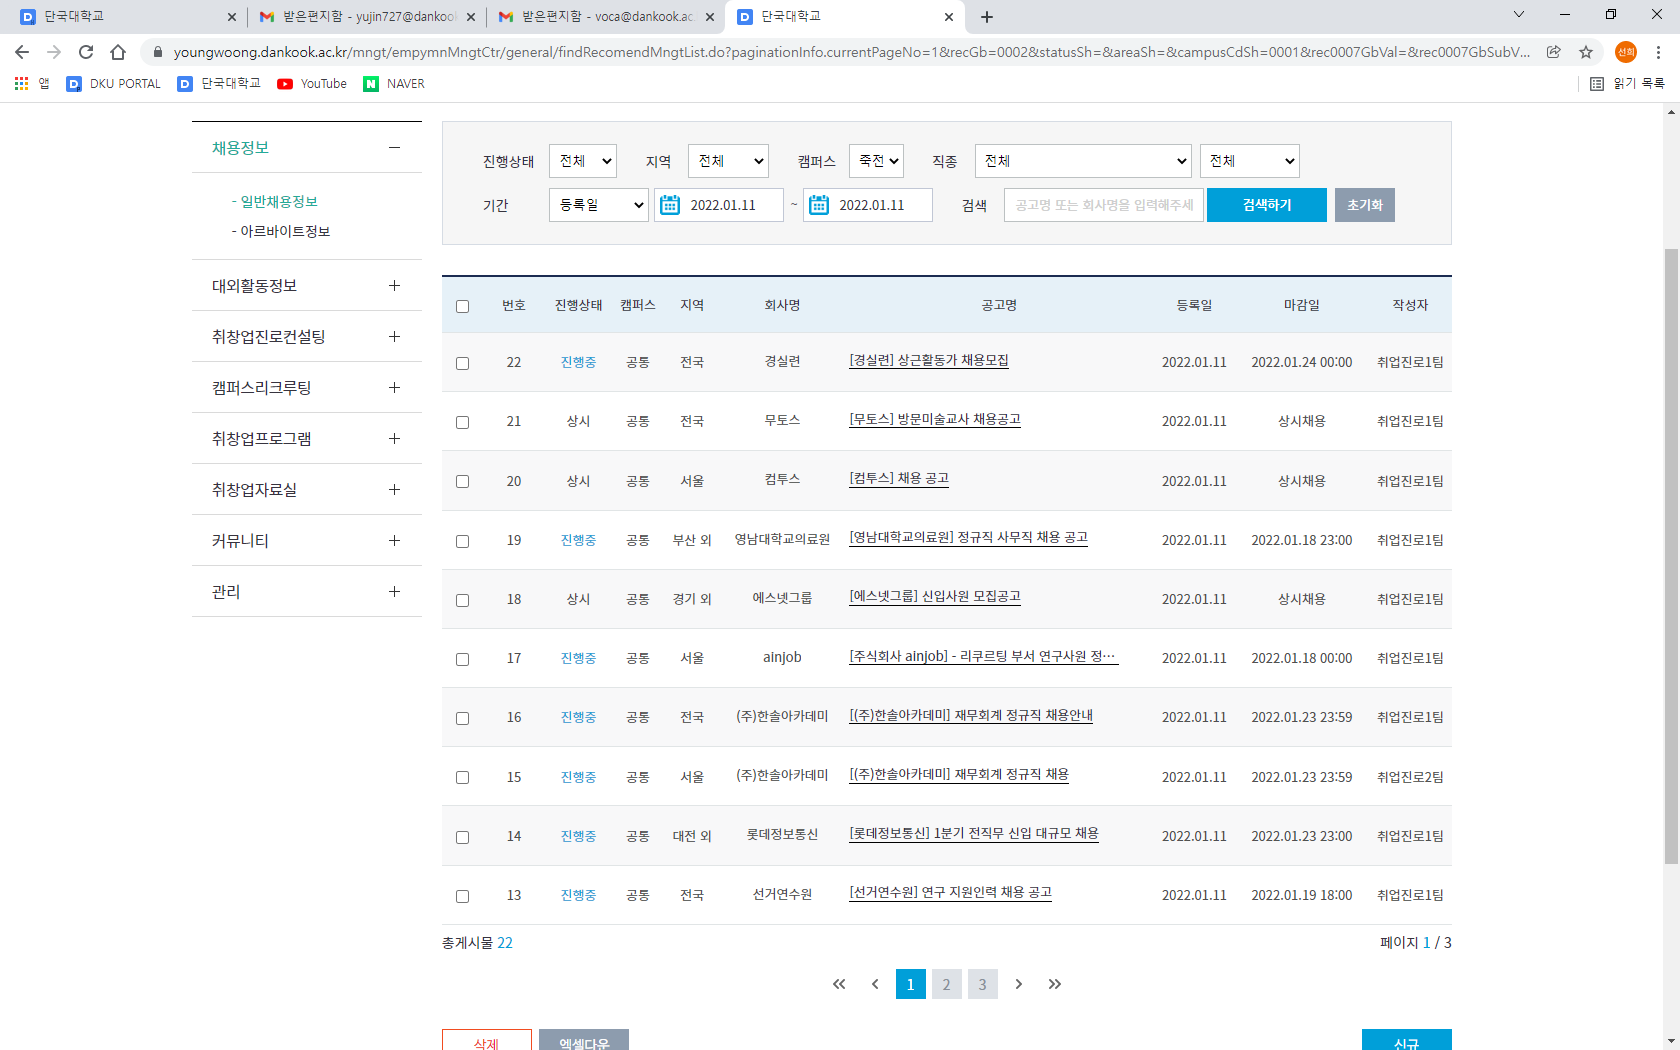 단국대학교
받은편지함 - yujin727@dankook
받은편지함 - voca@dankook.ac.
단국대학교
youngwoong.dankook.ac.kr/mngt/empymnMngtCtr/general/findRecomendMngtList.do?paginationInfo.currentPageNo=1&recGb=0002&statusSh=&areaSh=&campusCdSh=0001&rec0007GbVal=&rec0007GbSubV...
선희
앱 DKU PORTAL 단국대학교 YouTube NAVER 읽기 목록
채용정보
- 일반채용정보
- 아르바이트정보
대외활동정보
취창업진로컨설팅
캠퍼스리크루팅
취창업프로그램
취창업자료실
커뮤니티
관리
진행상태 전체 지역 전체 캠퍼스 죽전 직종 전체 전체
기간 등록일 2022.01.11 ~ 2022.01.11 검색 공고명 또는 회사명을 입력해주세 검색하기 초기화
번호 진행상태 캠퍼스 지역 회사명 공고명 등록일 마감일 작성자
22 진행중 공통 전국 경실련 [경실련] 상근활동가 채용모집 2022.01.11 2022.01.24 00:00 취업진로1팀
21 상시 공통 전국 무토스 [무토스] 방문미술교사 채용공고 2022.01.11 상시채용 취업진로1팀
20 상시 공통 서울 컴투스 [컴투스] 채용 공고 2022.01.11 상시채용 취업진로1팀
19 진행중 공통 부산 외 영남대학교의료원 [영남대학교의료원] 정규직 사무직 채용 공고 2022.01.11 2022.01.18 23:00 취업진로1팀
18 상시 공통 경기 외 에스넷그룹 [에스넷그룹] 신입사원 모집공고 2022.01.11 상시채용 취업진로1팀
17 진행중 공통 서울 ainjob [주식회사 ainjob] - 리쿠르팅 부서 연구사원 정… 2022.01.11 2022.01.18 00:00 취업진로1팀
16 진행중 공통 전국 (주)한솔아카데미 [(주)한솔아카데미] 재무회계 정규직 채용안내 2022.01.11 2022.01.23 23:59 취업진로1팀
15 진행중 공통 서울 (주)한솔아카데미 [(주)한솔아카데미] 재무회계 정규직 채용 2022.01.11 2022.01.23 23:59 취업진로2팀
14 진행중 공통 대전 외 롯데정보통신 [롯데정보통신] 1분기 전직무 신입 대규모 채용 2022.01.11 2022.01.23 23:00 취업진로1팀
13 진행중 공통 전국 선거연수원 [선거연수원] 연구 지원인력 채용 공고 2022.01.11 2022.01.19 18:00 취업진로1팀
총게시물 22 페이지 1 / 3
1 2 3
삭제 엑셀다운 신규